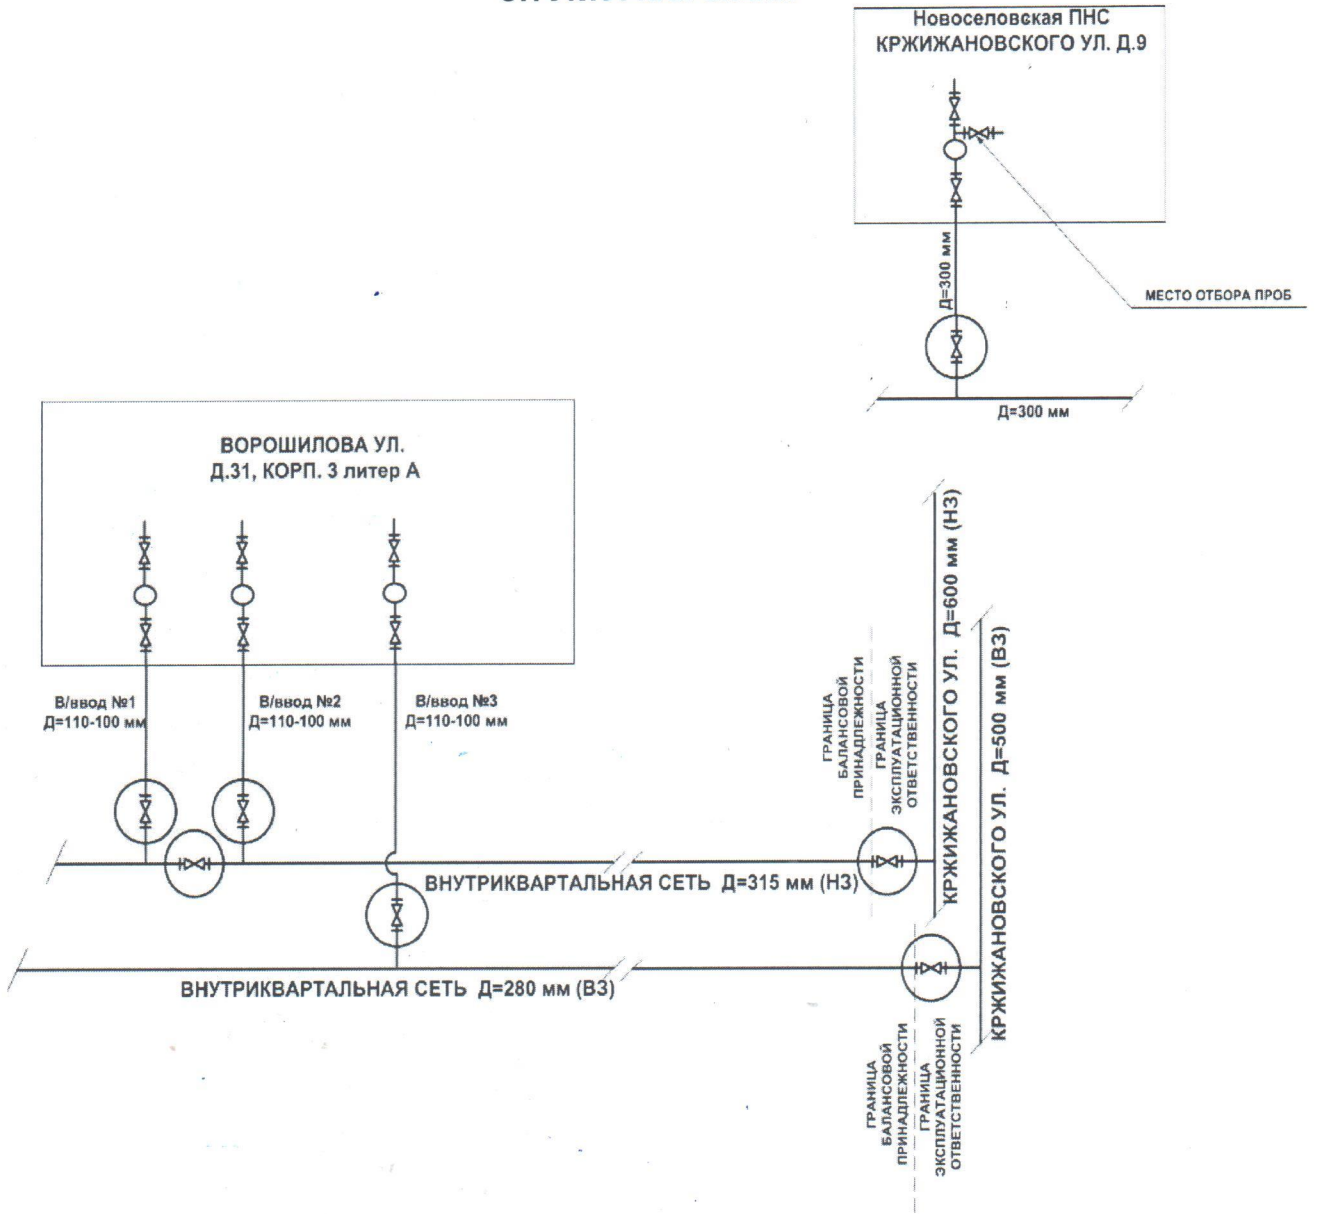 Новоселовская ПНС
КРЖИЖАНОВСКОГО УЛ. Д.9
Д=300 мм
МЕСТО ОТБОРА ПРОБ
Д=300 мм
ВОРОШИЛОВА УЛ.
Д.31, КОРП. 3 литер А
В/ввод №1
Д=110-100 мм
В/ввод №2
Д=110-100 мм
В/ввод №3
Д=110-100 мм
ГРАНИЦА
БАЛАНСОВОЙ
ПРИНАДЛЕЖНОСТИ
ГРАНИЦА
ЭКСПЛУАТАЦИОННОЙ
ОТВЕТСТВЕННОСТИ
КРЖИЖАНОВСКОГО УЛ. Д=600 мм (НЗ)
КРЖИЖАНОВСКОГО УЛ. Д=500 мм (ВЗ)
ВНУТРИКВАРТАЛЬНАЯ СЕТЬ Д=315 мм (НЗ)
ВНУТРИКВАРТАЛЬНАЯ СЕТЬ Д=280 мм (ВЗ)
ГРАНИЦА
БАЛАНСОВОЙ
ПРИНАДЛЕЖНОСТИ
ГРАНИЦА
ЭКСПЛУАТАЦИОННОЙ
ОТВЕТСТВЕННОСТИ